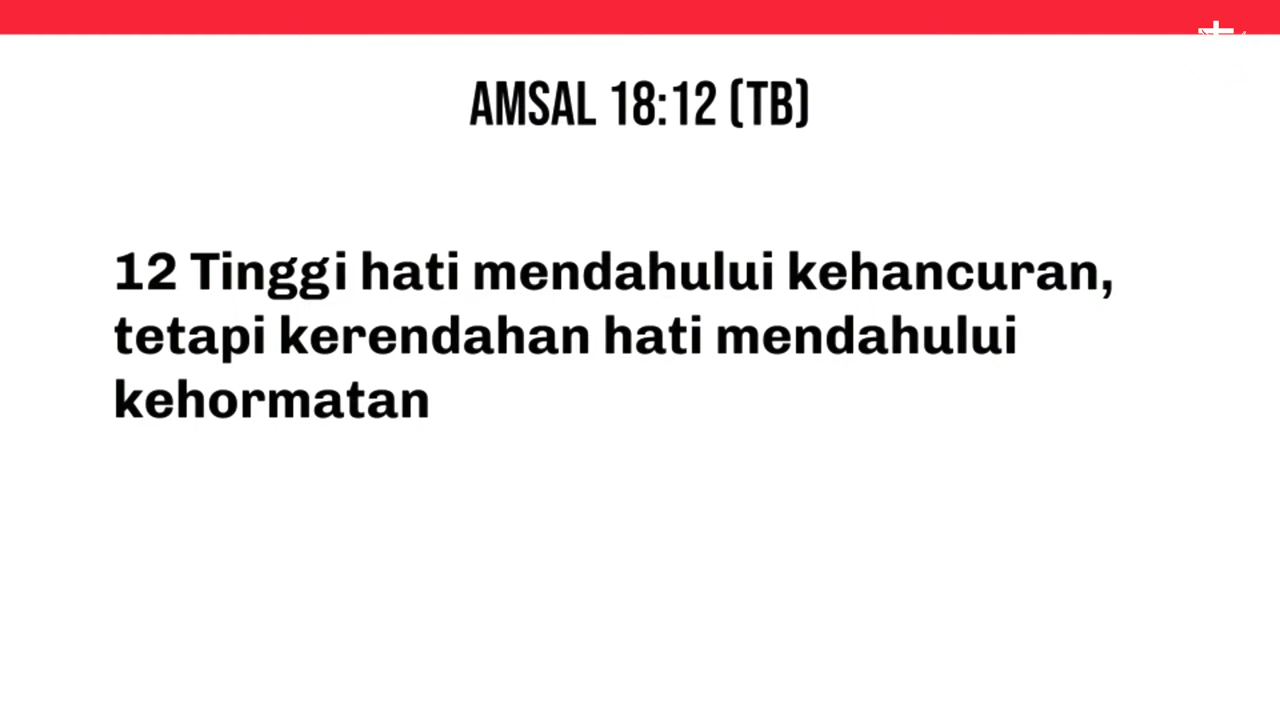 AMSAL 18:12 (TB)
12 Tinggi hati mendahului kehancuran,
tetapi kerendahan hati mendahului
kehormatan